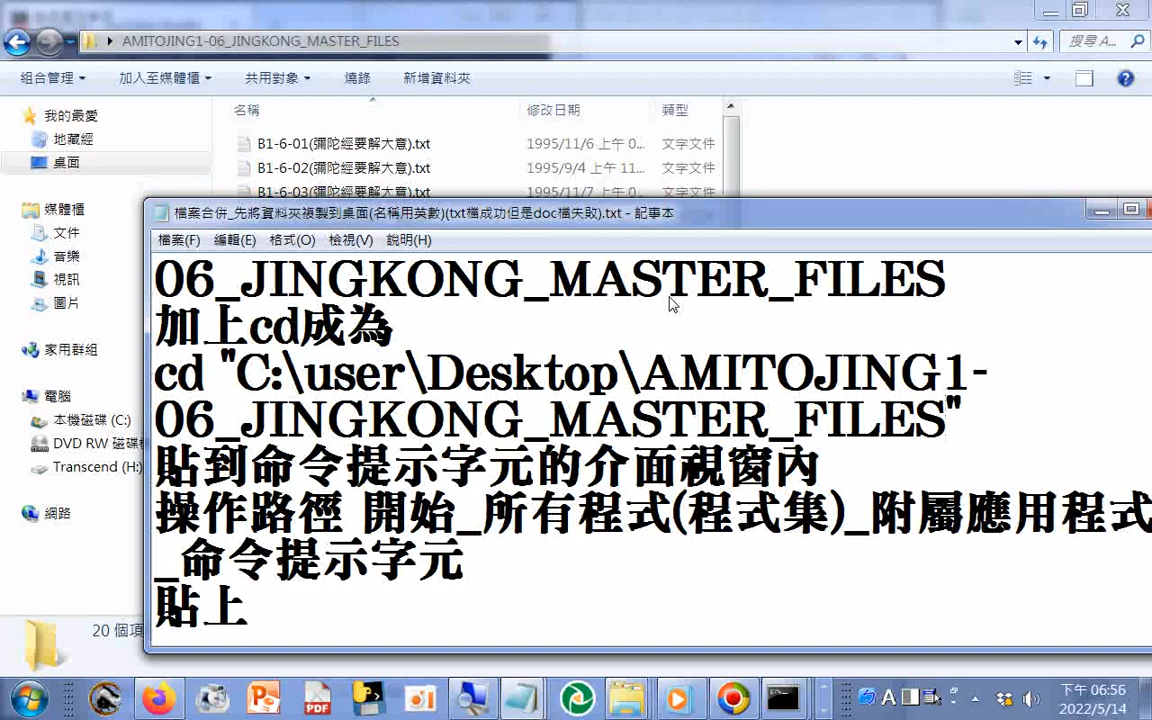 AMITOJING1-06_JINGKONG_MASTER_FILES
搜尋 A...
組合管理 加入至媒體櫃 共用對象 燒錄 新增資料夾
我的最愛
地藏經
桌面
媒體櫃
文件
音樂
視訊
圖片
家用群組
電腦
本機磁碟 (C:)
DVD RW 磁碟機
Transcend (H:)
網路
名稱 修改日期 類型
B1-6-01(彌陀經要解大意).txt 1995/11/6 上午 0... 文字文件
B1-6-02(彌陀經要解大意).txt 1995/9/4 上午 11... 文字文件
B1-6-03(彌陀經要解大意).txt 1995/11/7 上午 0... 文字文件
檔案合併_先將資料夾複製到桌面(名稱用英數)(txt檔成功但是doc檔失敗).txt - 記事本
檔案(F) 編輯(E) 格式(O) 檢視(V) 說明(H)
06_JINGKONG_MASTER_FILES
加上cd成為
cd "C:\user\Desktop\AMITOJING1-
06_JINGKONG_MASTER_FILES"
貼到命令提示字元的介面視窗內
操作路徑 開始_所有程式(程式集)_附屬應用程式
_命令提示字元
貼上
20 個項
PDF
A
下午 06:56
2022/5/14